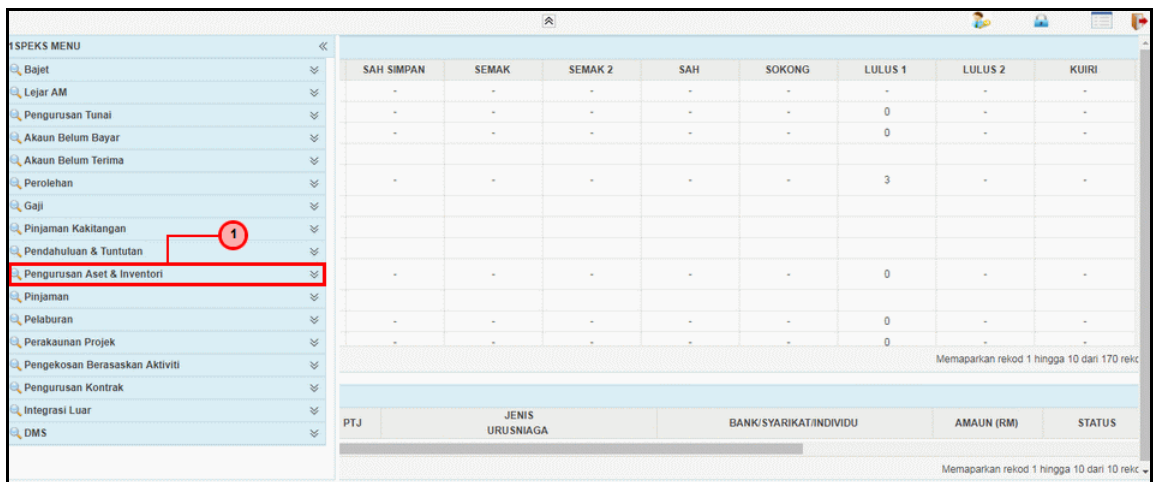 1SPEKS MENU
Bajet
Lejar AM
Pengurusan Tunai
Akaun Belum Bayar
Akaun Belum Terima
Perolehan
Gaji
Pinjaman Kakitangan
1
Pendahuluan & Tuntutan
Pengurusan Aset & Inventori
Pinjaman
Pelaburan
Perakaunan Projek
Pengekosan Berasaskan Aktiviti
Pengurusan Kontrak
Integrasi Luar
DMS
SAH SIMPAN SEMAK SEMAK 2 SAH SOKONG LULUS 1 LULUS 2 KUIRI
- - - - - - - -
- - - - - 0 - -
- - - - - 0 - -
- - - - - 3 - -
- - - - - 0 - -
- - - - - 0 - -
- - - - - 0 - -
Memaparkan rekod 1 hingga 10 dari 170 rekc
PTJ JENIS URUSNIAGA BANK/SYARIKAT/INDIVIDU AMAUN (RM) STATUS
Memaparkan rekod 1 hingga 10 dari 10 rekc